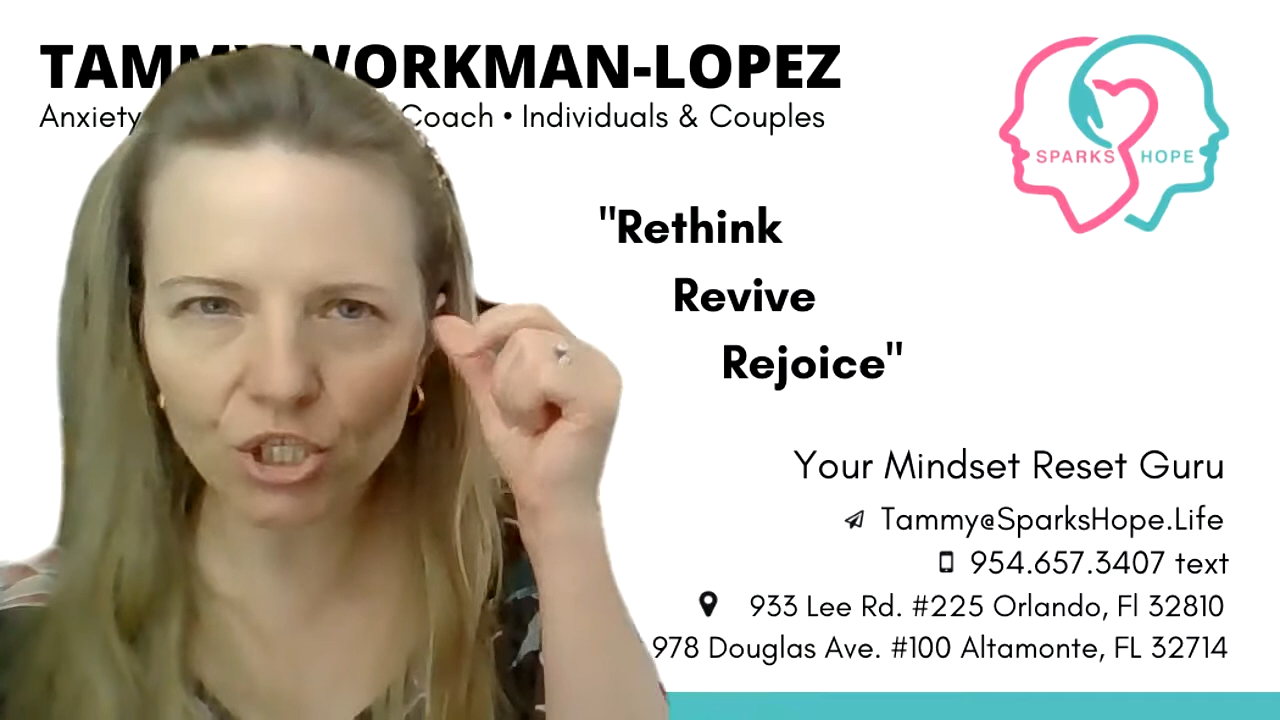 TAMMY WORKMAN-LOPEZ
Anxiety Coach • Individuals & Couples
SPARKS HOPE
"Rethink
Revive
Rejoice"
Your Mindset Reset Guru
Tammy@SparksHope.Life
954.657.3407 text
933 Lee Rd. #225 Orlando, Fl 32810
978 Douglas Ave. #100 Altamonte, FL 32714